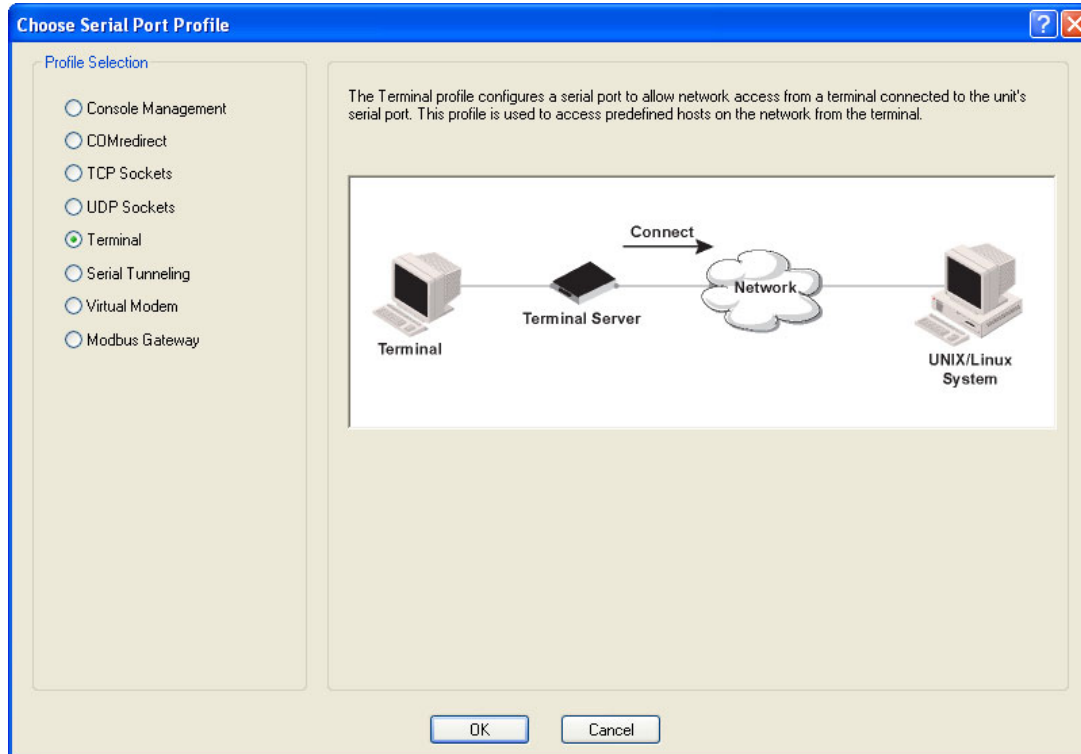 Choose Serial Port Profile
Profile Selection
Console Management
COMredirect
TCP Sockets
UDP Sockets
Terminal
Serial Tunneling
Virtual Modem
Modbus Gateway
The Terminal profile configures a serial port to allow network access from a terminal connected to the unit's
serial port. This profile is used to access predefined hosts on the network from the terminal.
Connect
Network
Terminal Server
Terminal
UNIX/Linux
System
OK
Cancel